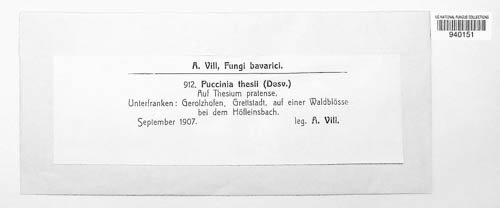 US NATIONAL FUNGUS COLLECTIONS
940151
A. Vill, Fungi bavarici.
912. Puccinia thesii (Desv.)
Auf Thesium pratense.
Unterfranken: Gerolzhofen, Grettstadt, auf einer Waldblösse
bei dem Höfleinsbach.
September 1907. leg. A. Vill.